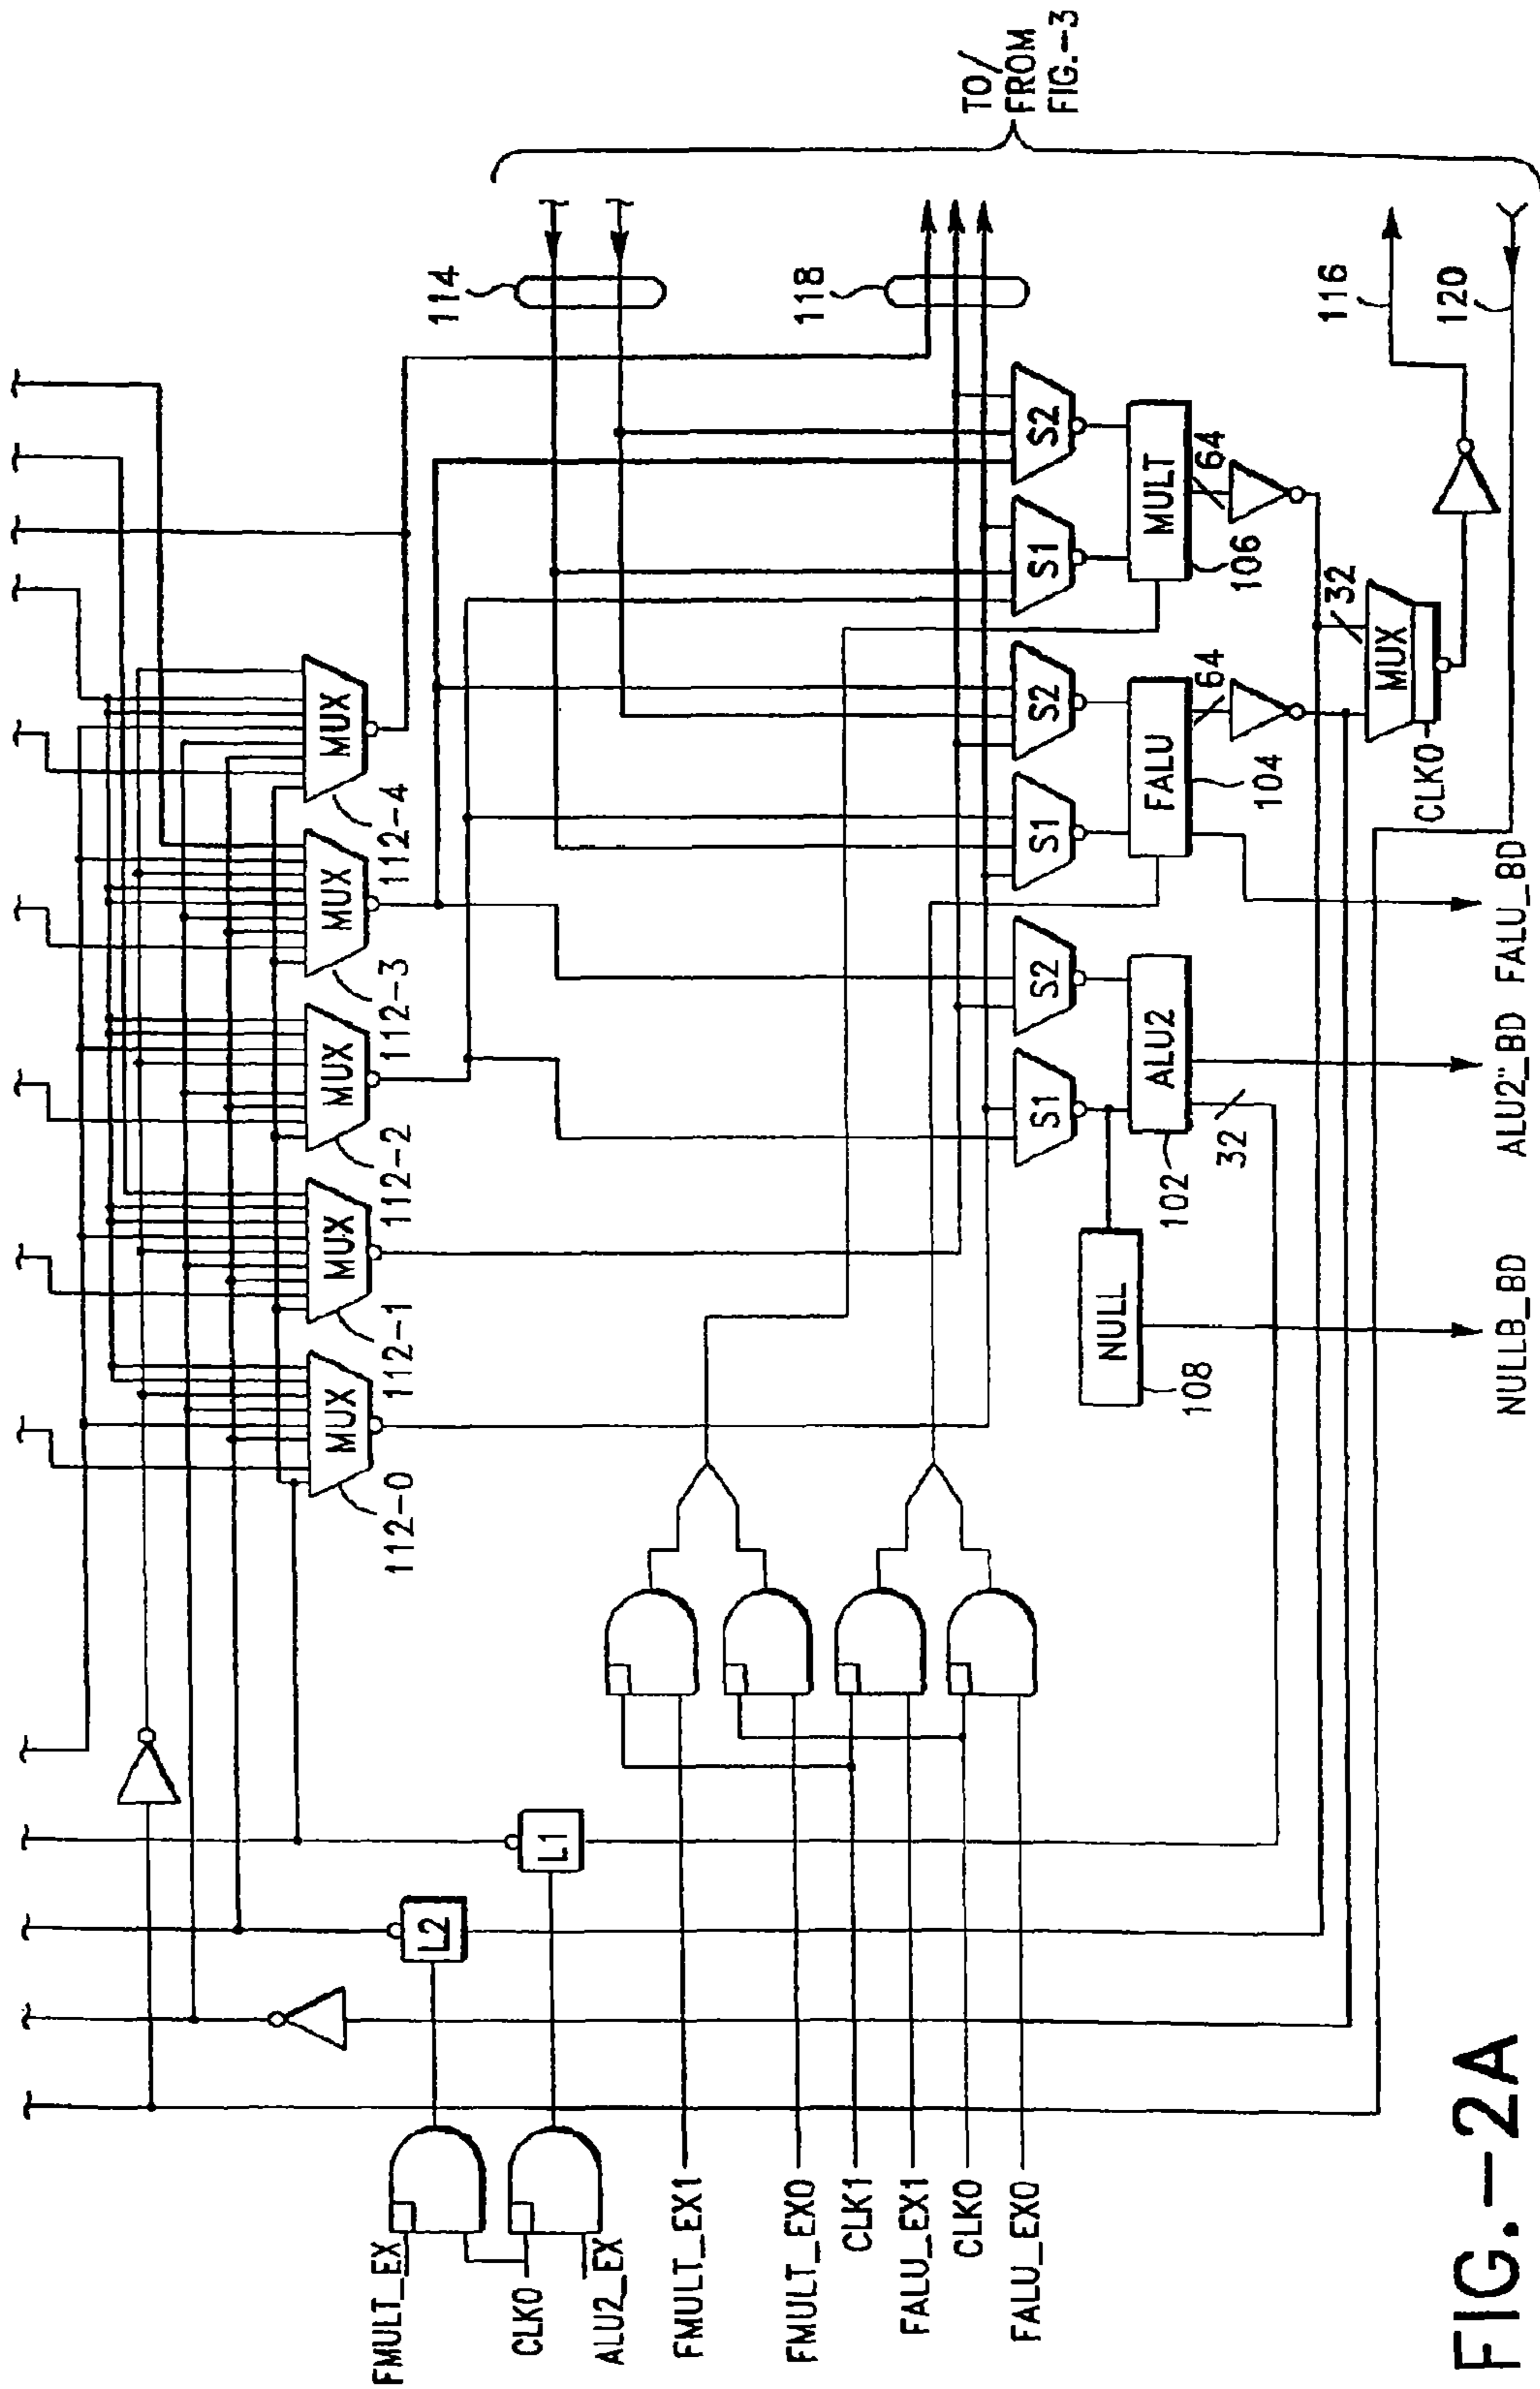 TO/
FROM
FIG.-3
114
118
116
120
MUX
112-4
MUX
112-3
MUX
112-2
MUX
112-1
MUX
112-0
S2
S1
MULT
64
106
S2
S1
FALU
64
104
S2
S1
ALU2
102
32
NULL
108
32
MUX
CLK0
FALU_BD
ALU2"_BD
NULLB_BD
L1
L2
FMULT_EX
CLK0
ALU2_EX
FMULT_EX1
FMULT_EX0
CLK1
FALU_EX1
CLK0
FALU_EX0
FIG.-2A